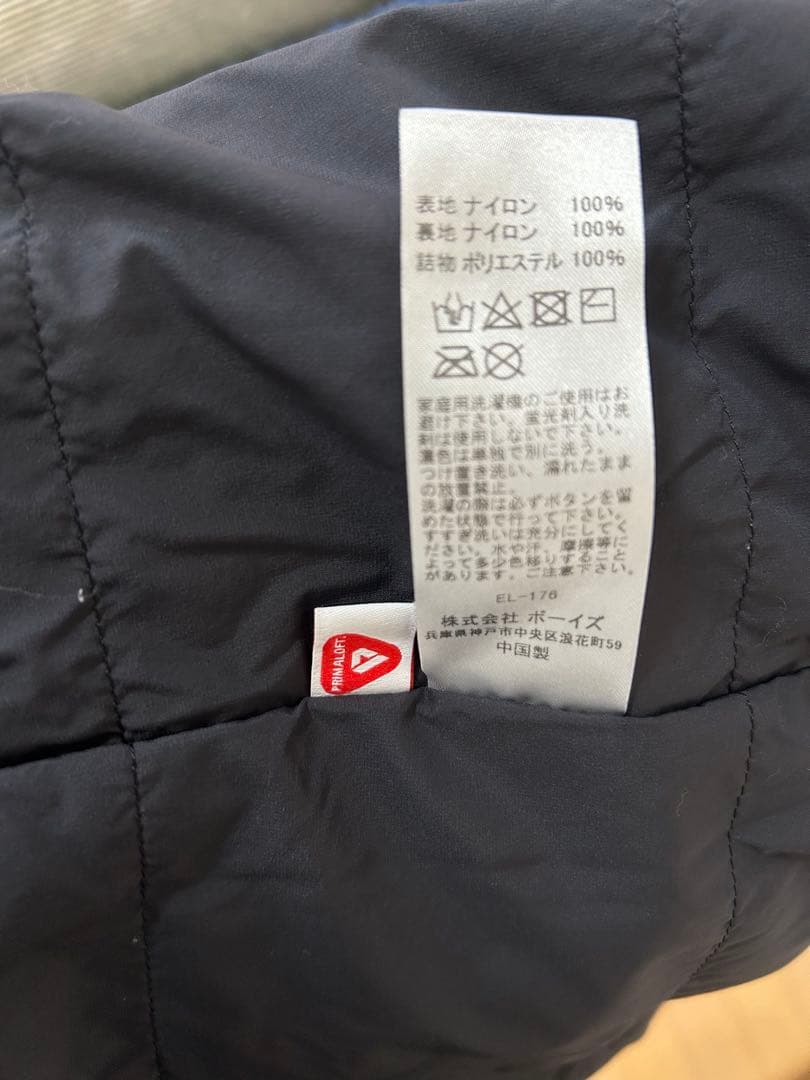 表地 ナイロン 100%
裏地 ナイロン 100%
詰物 ポリエステル 100%
家庭用洗濯機のご使用はお
避け下さい。蛍光剤入り洗
剤は使用しないで下さい。
濃色は単独で別に洗う。
つけ置き洗い、濡れたまま
の放置禁止。
洗濯の際は必ずボタンを留
めた状態で行って下さい。
すすぎ洗いは充分にしてく
ださい。水や汗、摩擦等に
よって多少色移りすること
があります。ご注意下さい。
EL-176
株式会社 ボーイズ
兵庫県神戸市中央区浪花町59
中国製
PRIMALOFT.